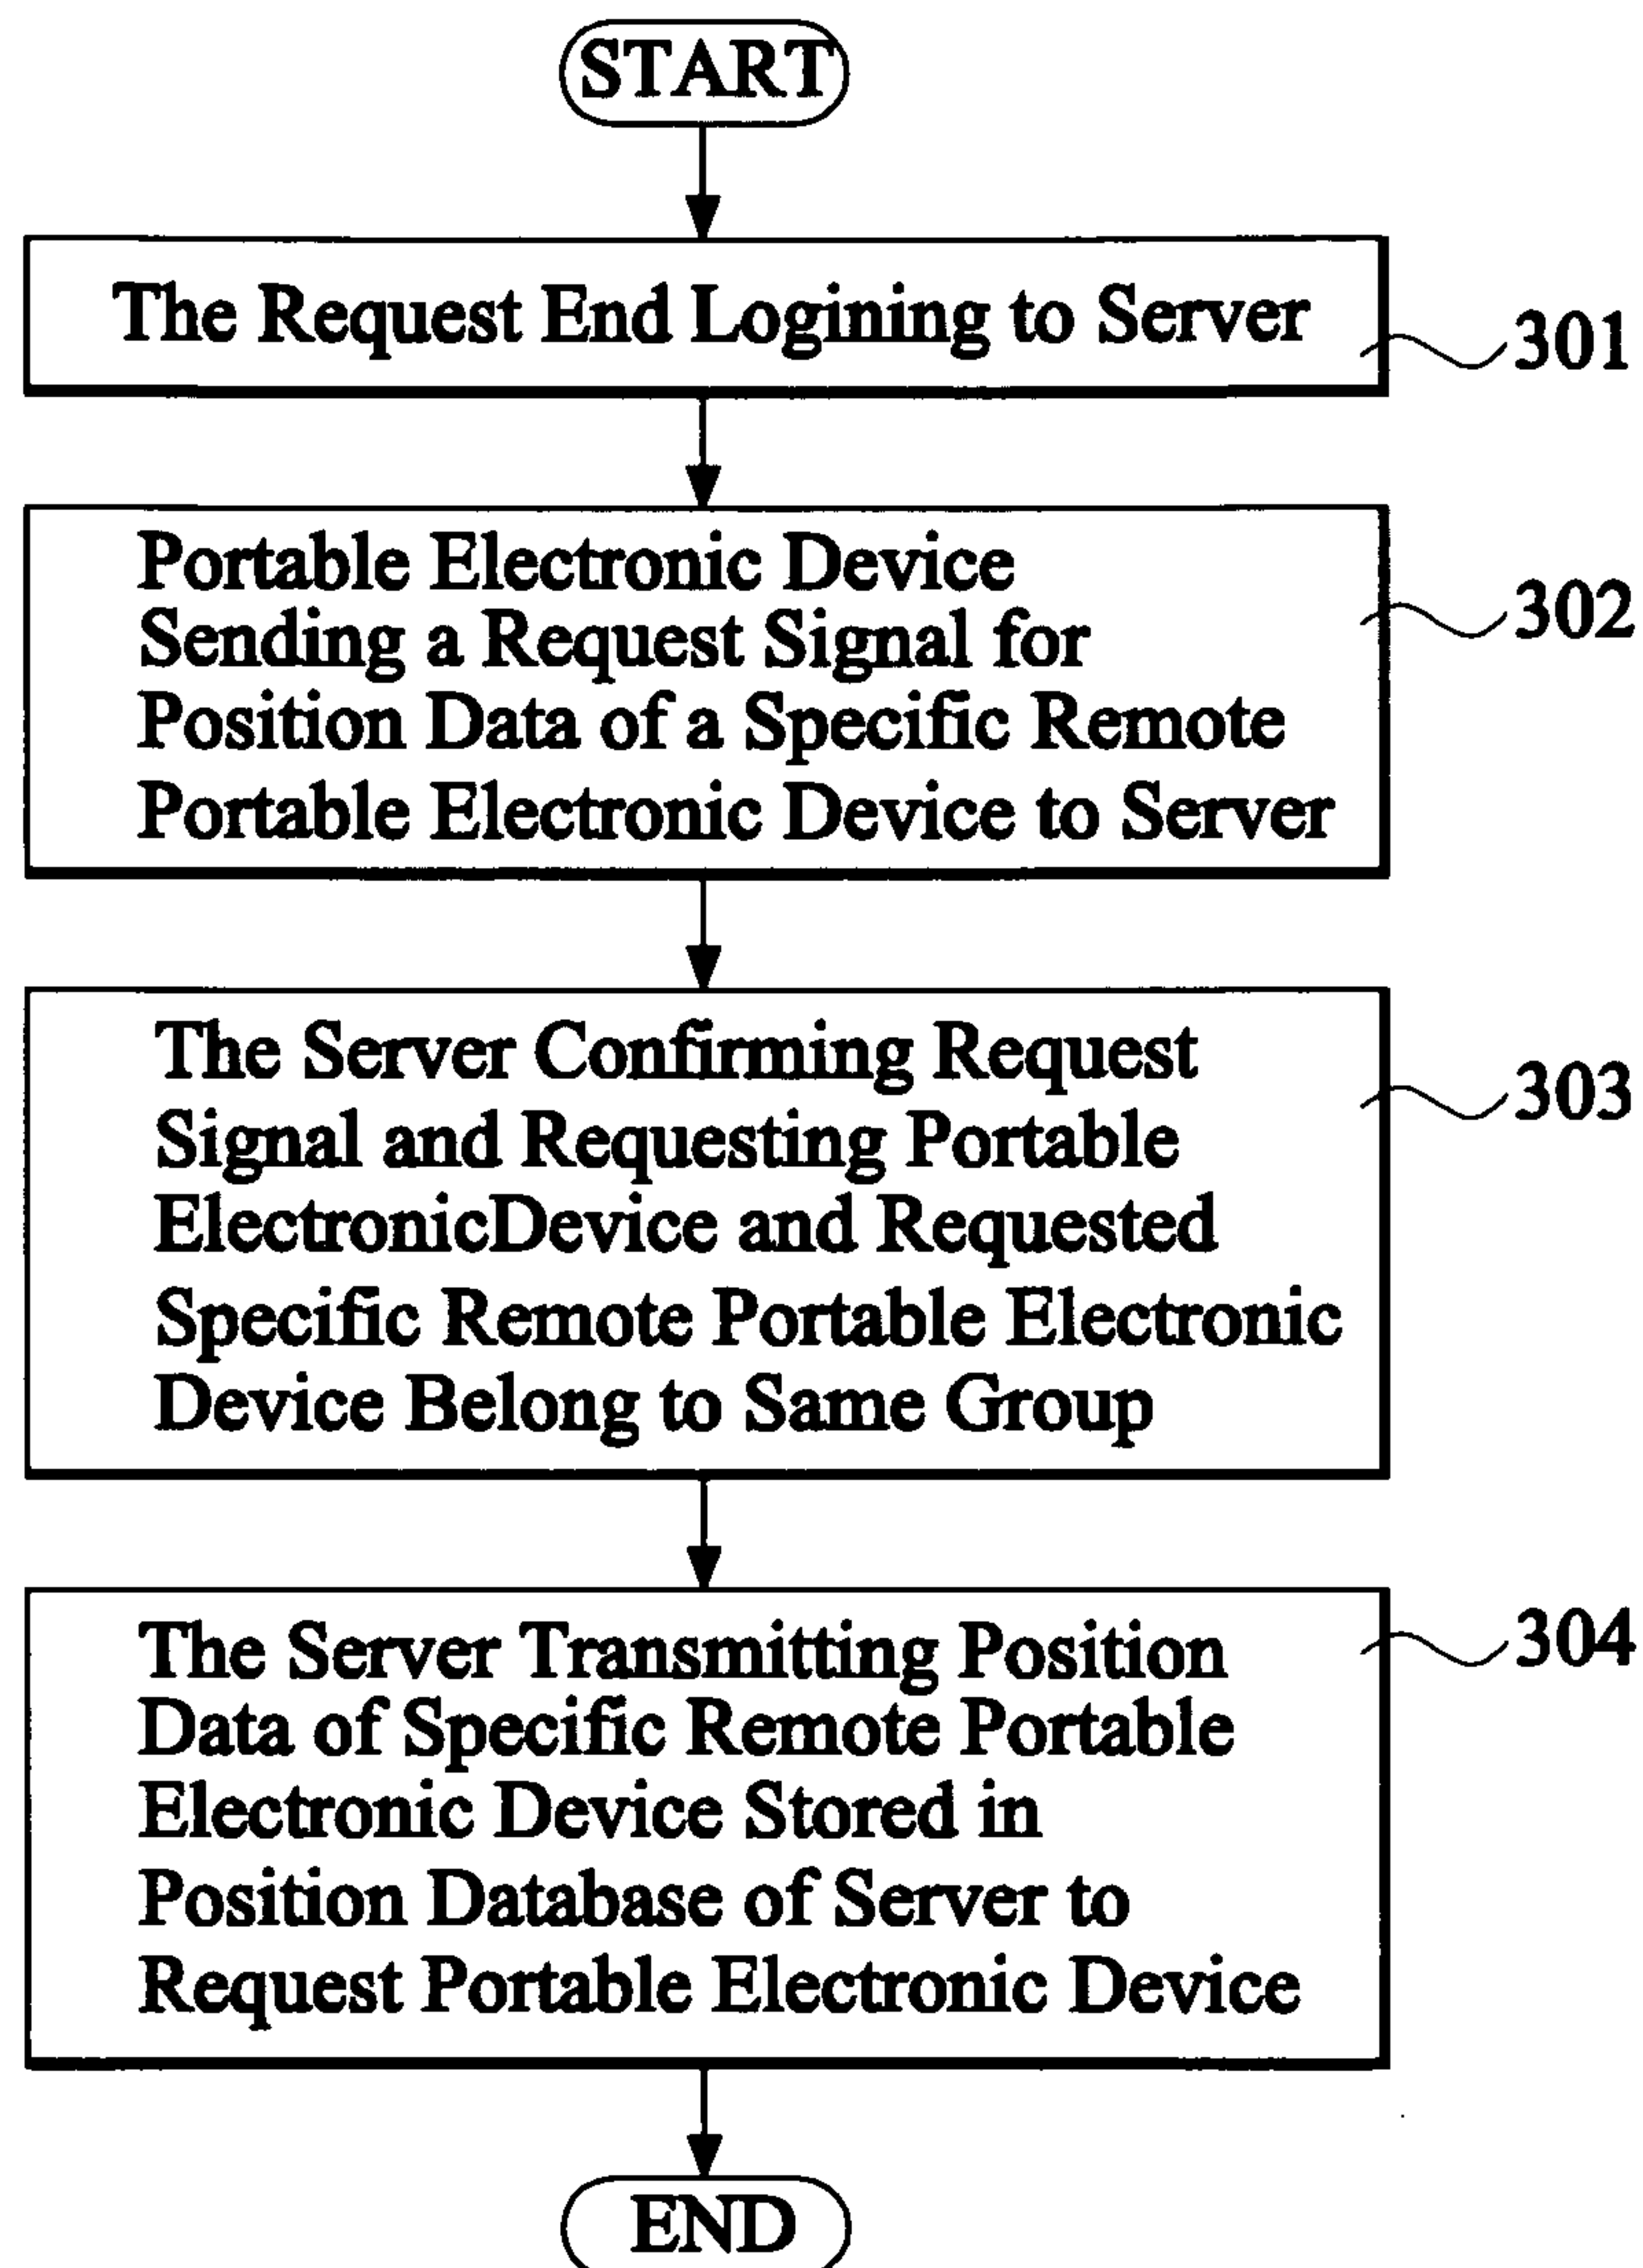 START
The Request End Logining to Server
301
Portable Electronic Device
Sending a Request Signal for
Position Data of a Specific Remote
Portable Electronic Device to Server
302
The Server Confirming Request
Signal and Requesting Portable
ElectronicDevice and Requested
Specific Remote Portable Electronic
Device Belong to Same Group
303
The Server Transmitting Position
Data of Specific Remote Portable
Electronic Device Stored in
Position Database of Server to
Request Portable Electronic Device
304
END